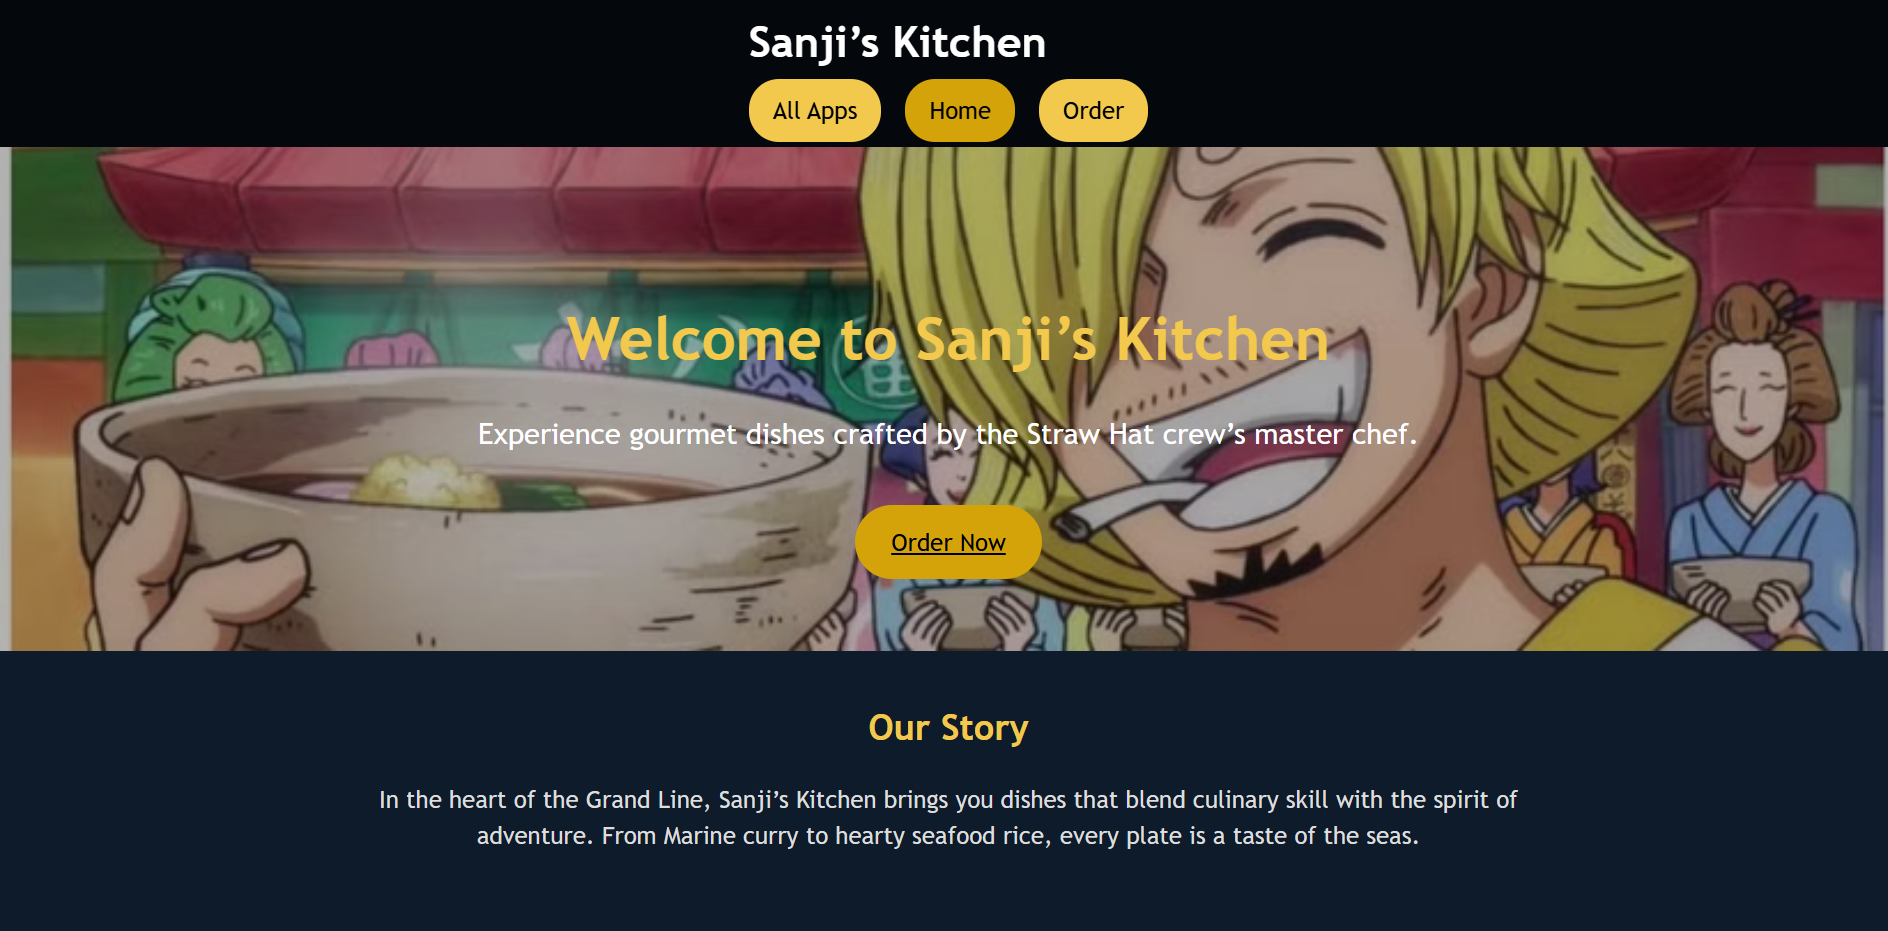 Sanji’s Kitchen
All Apps Home Order
Welcome to Sanji’s Kitchen
Experience gourmet dishes crafted by the Straw Hat crew’s master chef.
Order Now
Our Story
In the heart of the Grand Line, Sanji’s Kitchen brings you dishes that blend culinary skill with the spirit of
adventure. From Marine curry to hearty seafood rice, every plate is a taste of the seas.